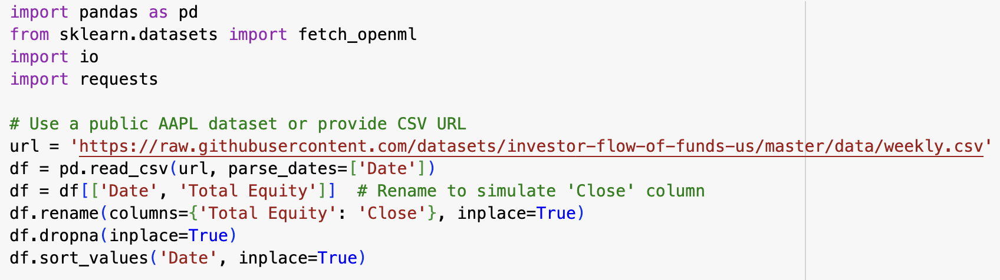 import pandas as pd
from sklearn.datasets import fetch_openml
import io
import requests

# Use a public AAPL dataset or provide CSV URL
url = 'https://raw.githubusercontent.com/datasets/investor-flow-of-funds-us/master/data/weekly.csv'
df = pd.read_csv(url, parse_dates=['Date'])
df = df[['Date', 'Total Equity']]  # Rename to simulate 'Close' column
df.rename(columns={'Total Equity': 'Close'}, inplace=True)
df.dropna(inplace=True)
df.sort_values('Date', inplace=True)